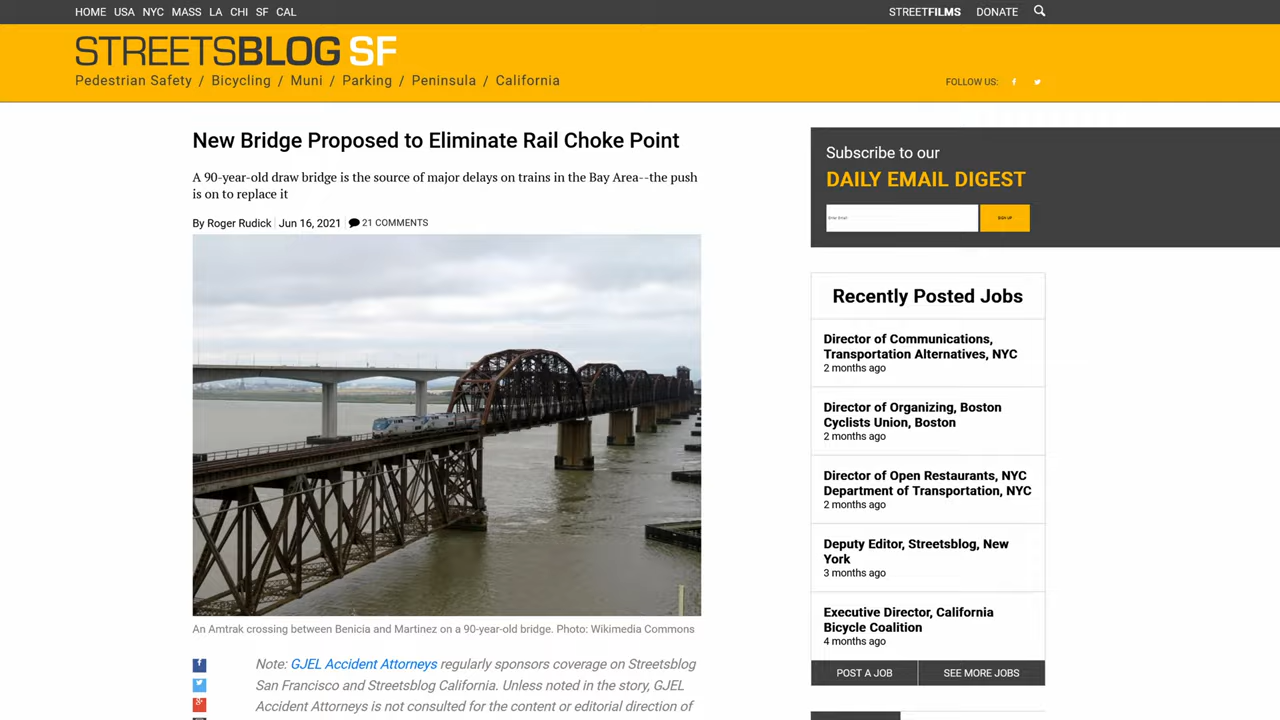 HOME USA NYC MASS LA CHI SF CAL
STREETFILMS DONATE
STREETSBLOG SF
Pedestrian Safety / Bicycling / Muni / Parking / Peninsula / California
FOLLOW US:
New Bridge Proposed to Eliminate Rail Choke Point
A 90-year-old draw bridge is the source of major delays on trains in the Bay Area--the push
is on to replace it
By Roger Rudick Jun 16, 2021 21 COMMENTS
An Amtrak crossing between Benicia and Martinez on a 90-year-old bridge. Photo: Wikimedia Commons
Note: GJEL Accident Attorneys regularly sponsors coverage on Streetsblog
San Francisco and Streetsblog California. Unless noted in the story, GJEL
Accident Attorneys is not consulted for the content or editorial direction of
Subscribe to our
DAILY EMAIL DIGEST
Enter Email
SIGN UP
Recently Posted Jobs
Director of Communications,
Transportation Alternatives, NYC
2 months ago
Director of Organizing, Boston
Cyclists Union, Boston
2 months ago
Director of Open Restaurants, NYC
Department of Transportation, NYC
2 months ago
Deputy Editor, Streetsblog, New
York
3 months ago
Executive Director, California
Bicycle Coalition
4 months ago
POST A JOB
SEE MORE JOBS